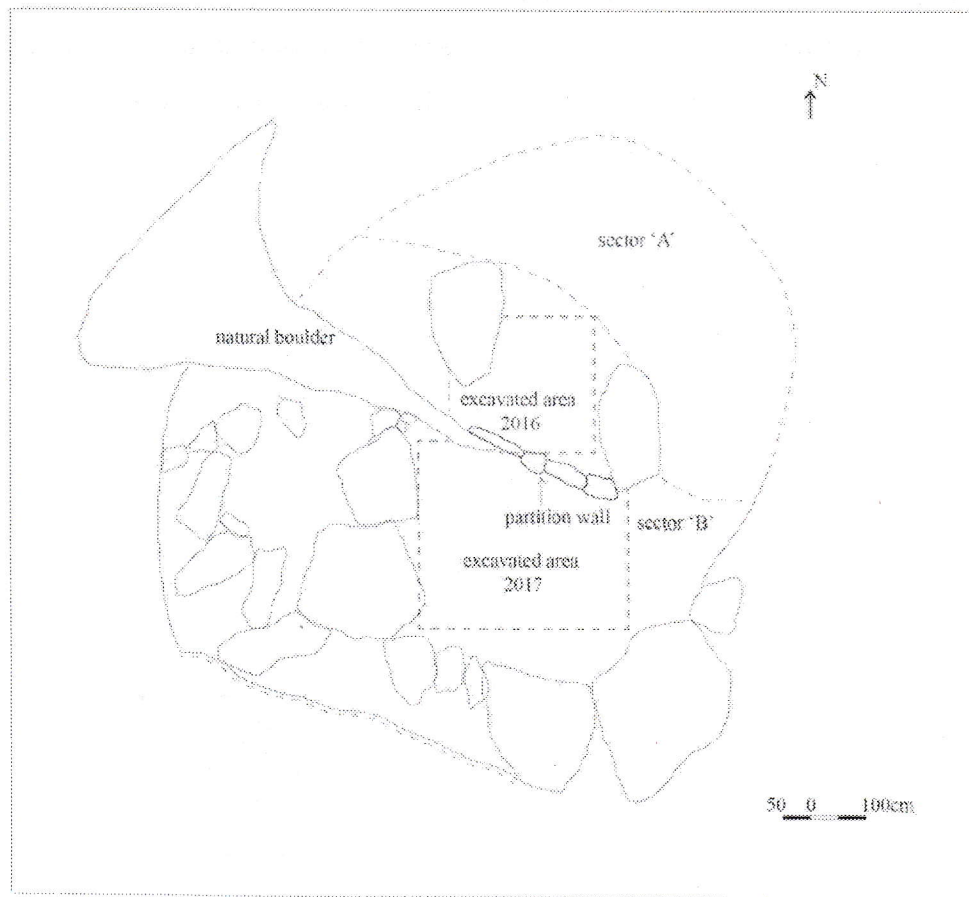 N
sector ‘A’
natural boulder
excavated area
2016
partition wall
sector ‘B’
excavated area
2017
50 0 100cm